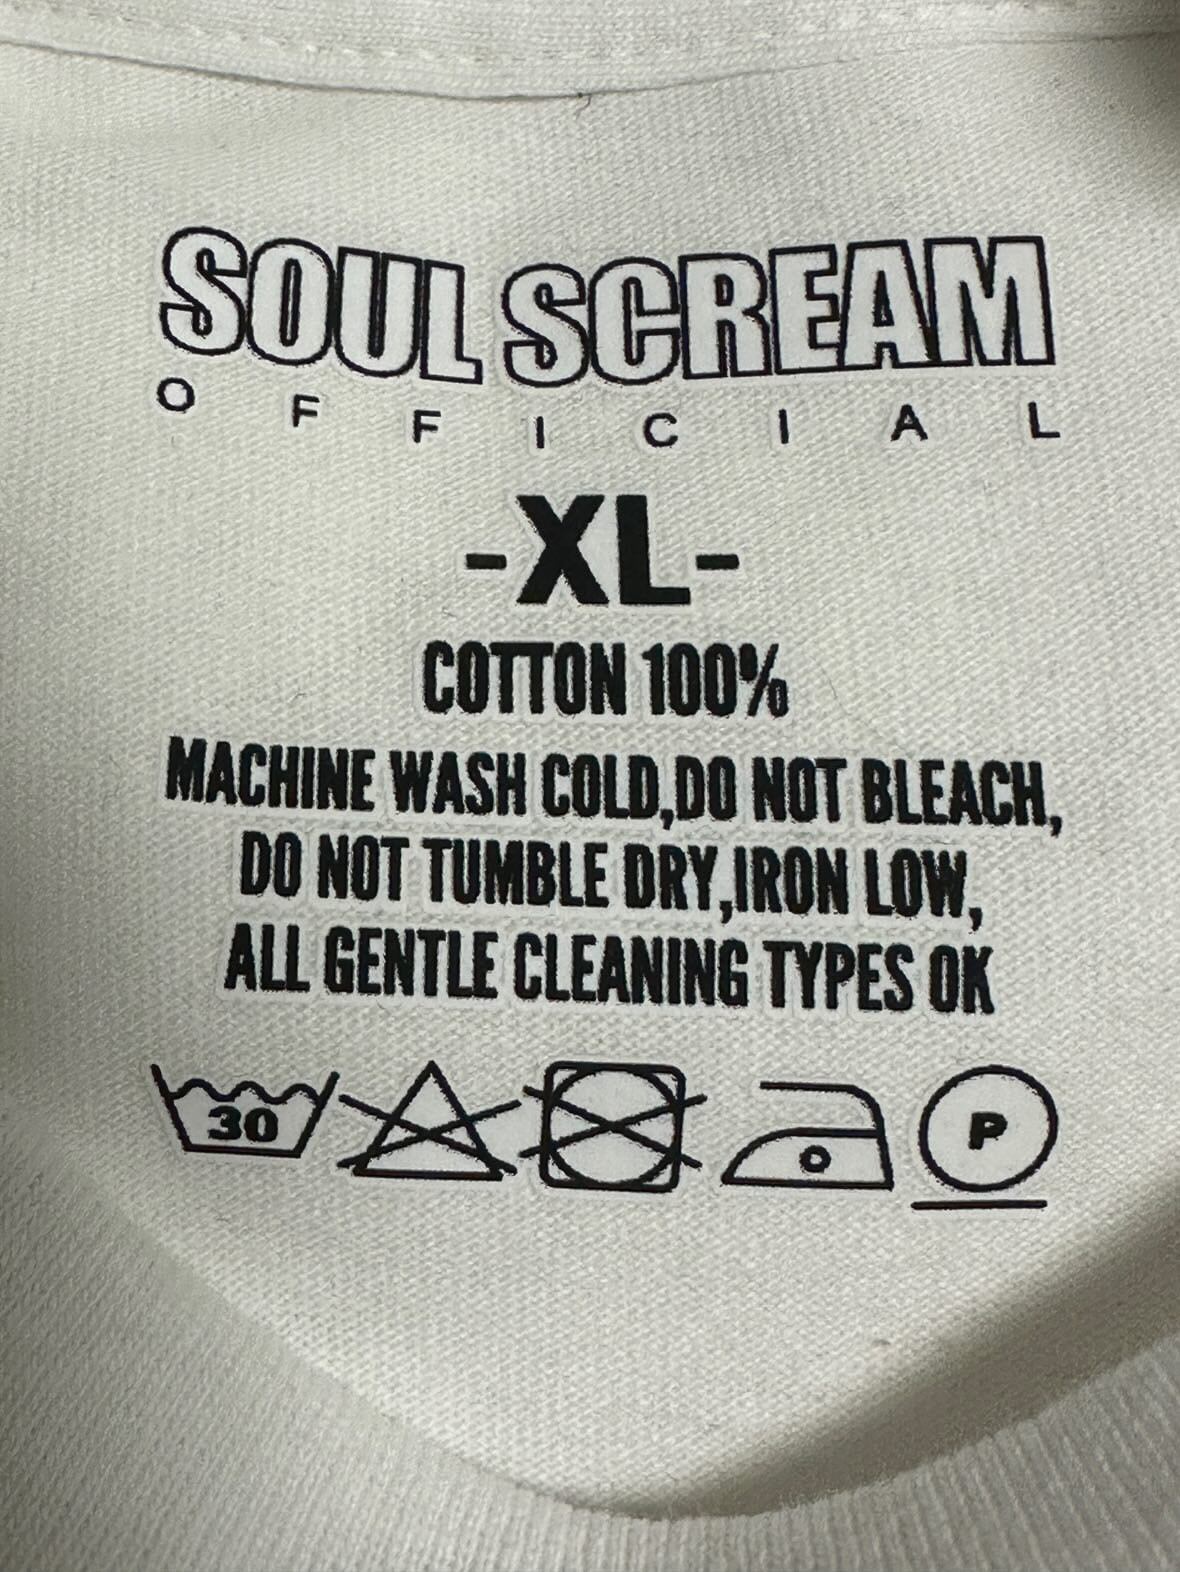 SOUL SCREAM
OFFICIAL
-XL-
COTTON 100%
MACHINE WASH COLD,DO NOT BLEACH,
DO NOT TUMBLE DRY,IRON LOW,
ALL GENTLE CLEANING TYPES OK
30 P